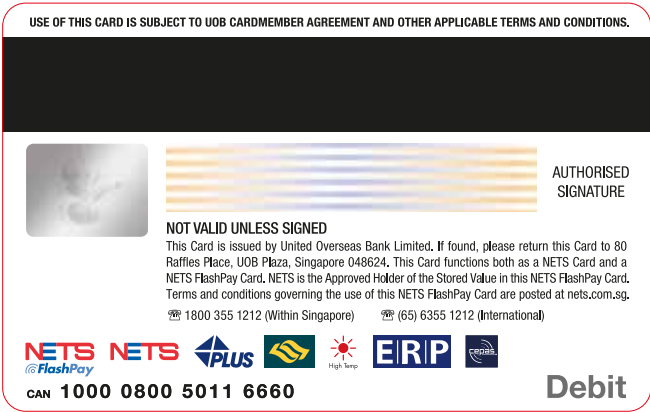 USE OF THIS CARD IS SUBJECT TO UOB CARDMEMBER AGREEMENT AND OTHER APPLICABLE TERMS AND CONDITIONS.
AUTHORISED
SIGNATURE
NOT VALID UNLESS SIGNED
This Card is issued by United Overseas Bank Limited. If found, please return this Card to 80
Raffles Place, UOB Plaza, Singapore 048624. This Card functions both as a NETS Card and a
NETS FlashPay Card. NETS is the Approved Holder of the Stored Value in this NETS FlashPay Card.
Terms and conditions governing the use of this NETS FlashPay Card are posted at nets.com.sg.
☏ 1800 355 1212 (Within Singapore) ☏ (65) 6355 1212 (International)
NETS NETS PLUS E|R|P cepas
FlashPay High Temp
CAN 1000 0800 5011 6660 Debit